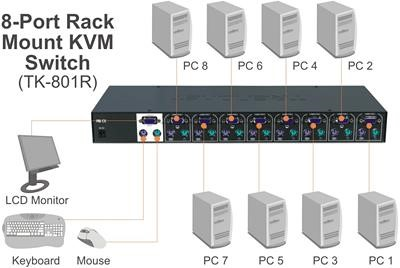 8-Port Rack
Mount KVM
Switch
(TK-801R)
PC 8
PC 6
PC 4
PC 2
LCD Monitor
Keyboard
Mouse
PC 7
PC 5
PC 3
PC 1